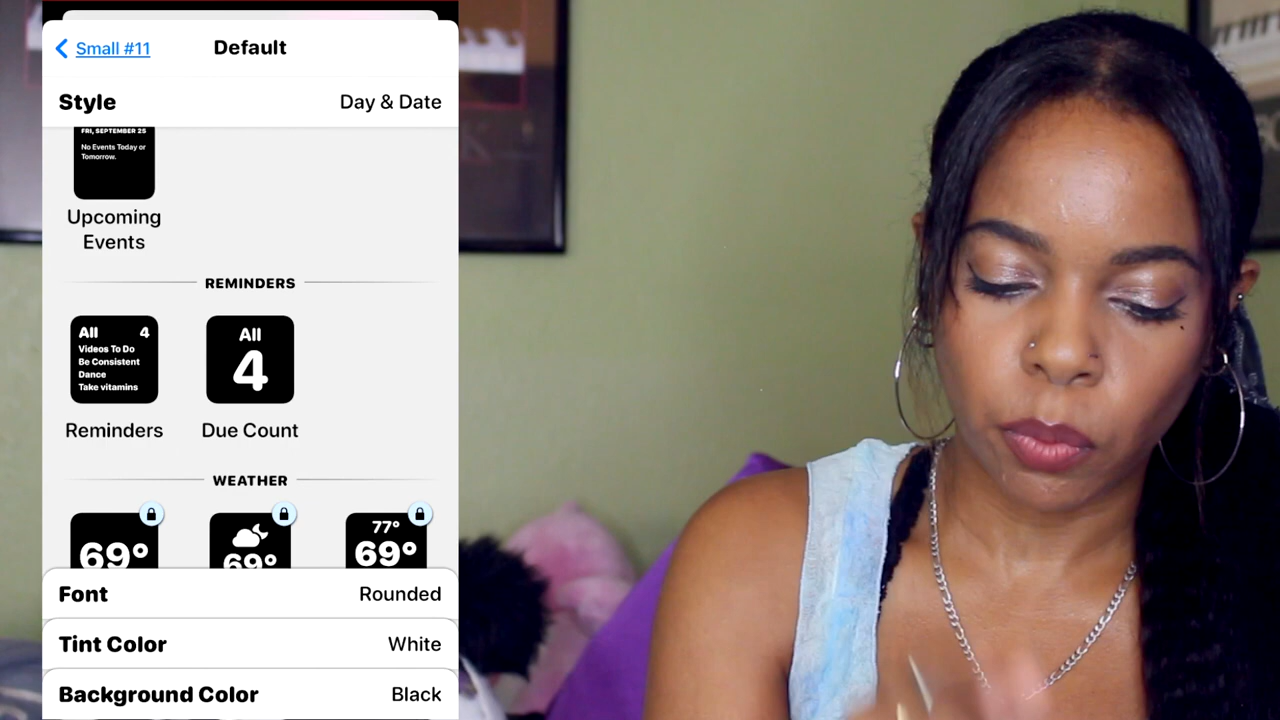 Small #11
Default
Style
Day & Date
FRI, SEPTEMBER 25
No Events Today or
Tomorrow.
Upcoming
Events
REMINDERS
All 4
Videos To Do
Be Consistent
Dance
Take vitamins
All
4
Reminders
Due Count
WEATHER
69°
69°
77°
69°
Font
Rounded
Tint Color
White
Background Color
Black